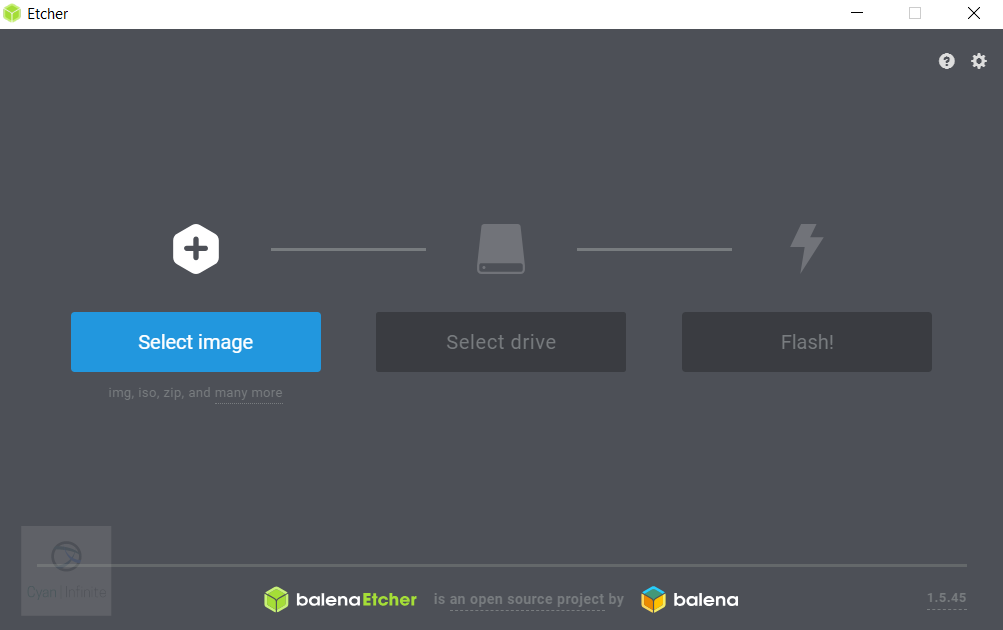 Etcher
Select image
Select drive
Flash!
img, iso, zip, and many more
Cyan | Infinite
balenaEtcher is an open source project by balena
1.5.45